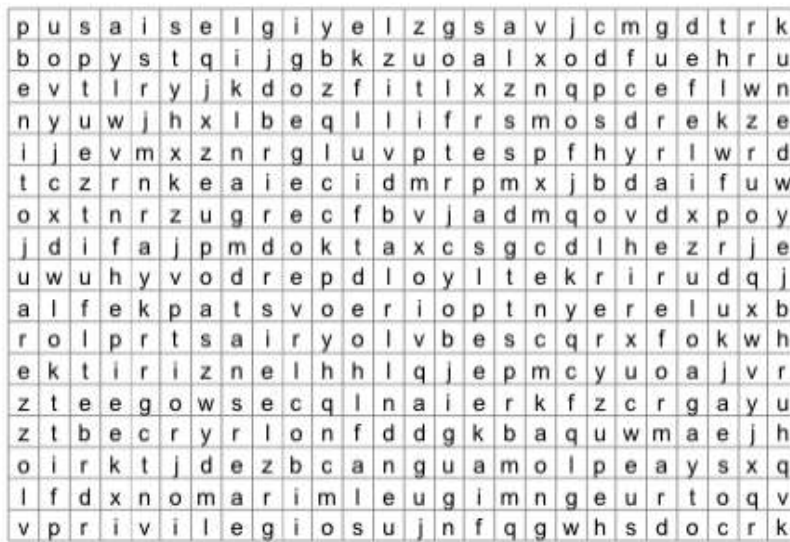 p u s a i s e l g i y e l z g s a v j c m g d t r k
b o p y s t q i j g b k z u o a l x o d f u e h r u
e v t l r y j k d o z f i t l x z n q p c e f l w n
n y u w j h x l b e q l l i f r s m o s d r e k z e
i j e v m x z n r g l u v p t e s p f h y r l w r d
t c z r n k e a i e c i d m r p m x j b d a i f u w
o x t n r z u g r e c f b v j a d m q o v d x p o y
j d i f a j p m d o k t a x c s g c d l h e z r j e
u w u h y v o d r e p d l o y l t e k r i r u d q j
a l f e k p a t s v o e r i o p t n y e r e l u x b
r o l p r t s a i r y o l v b e s c q r x f o k w h
e k t i r i z n e l h h l q j e p m c y u o a j v r
z t e e g o w s e c q l n a i e r k f z c r g a y u
z t b e c r y r l o n f d d g k b a q u w m a e j h
o i r k t j d e z b c a n g u a m o l p e a y s x q
l f d x n o m a r i m l e u g i m n g e u r t o q v
v p r i v i l e g i o s u j n f q g w h s d o c r k